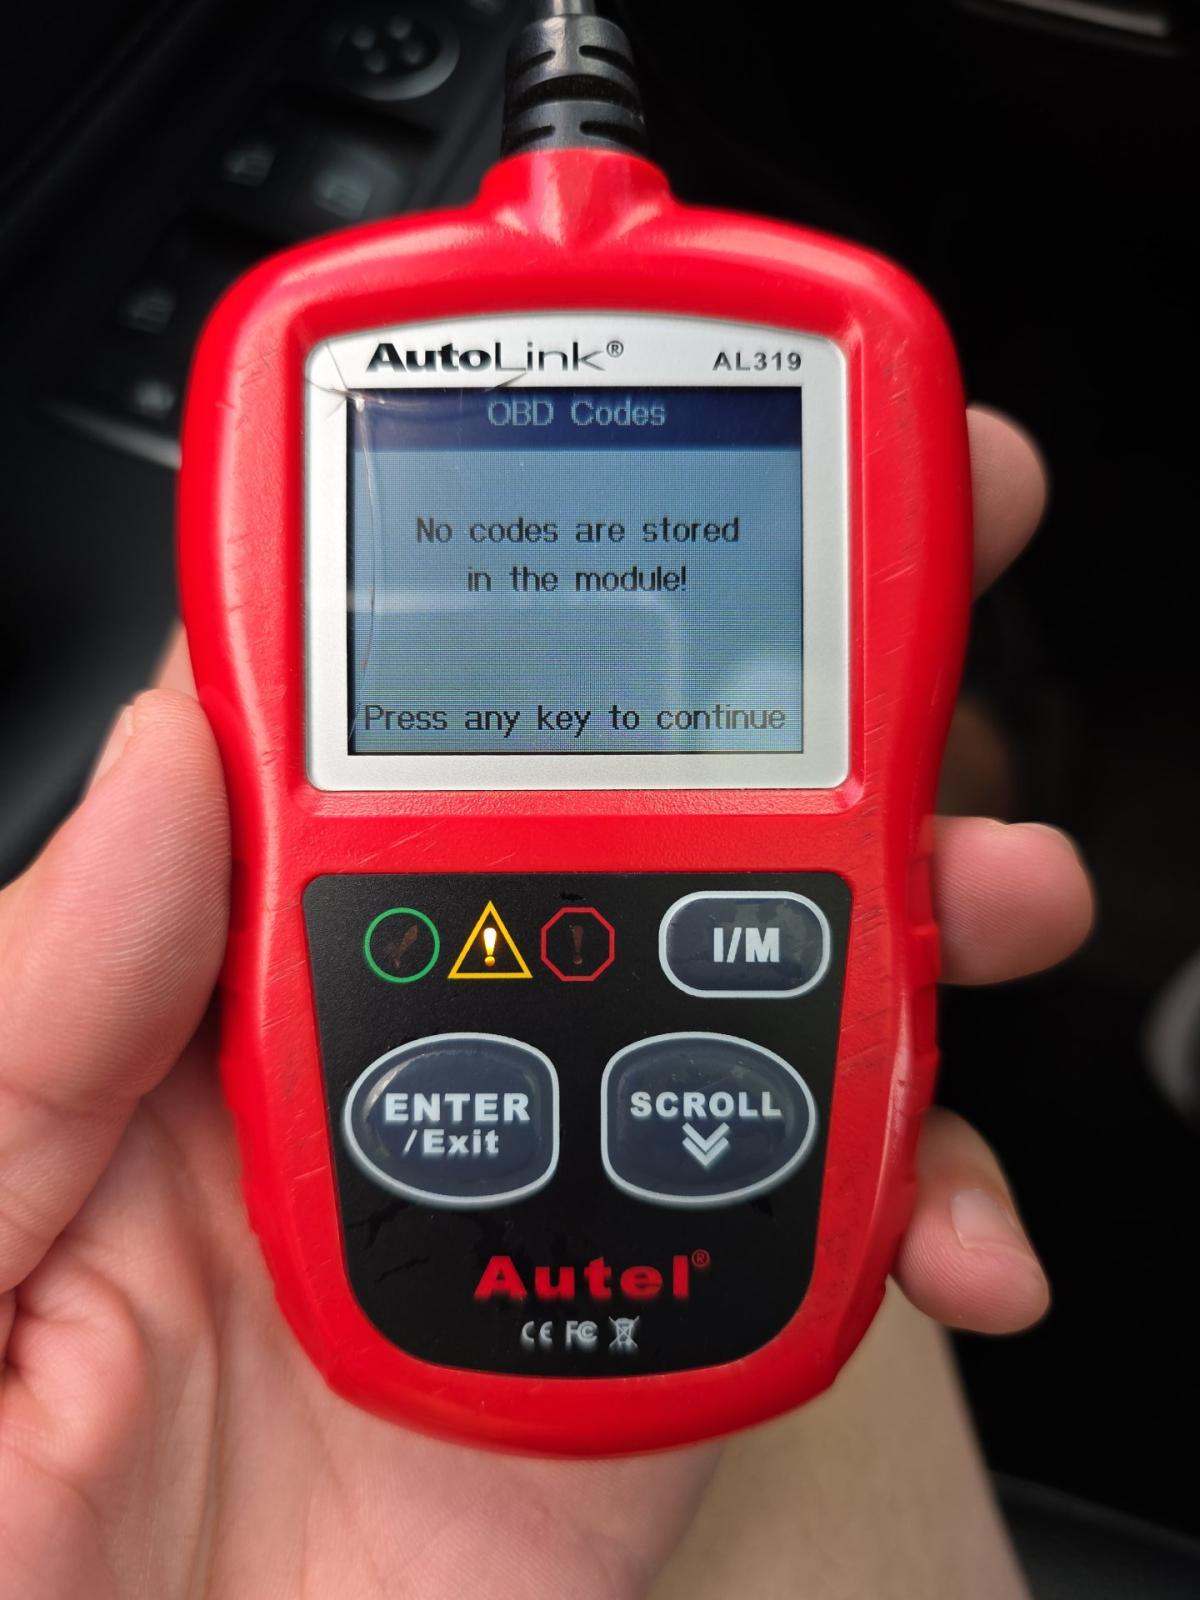 AutoLink® AL319
OBD Codes
No codes are stored
in the module!
Press any key to continue
I/M
ENTER
/Exit
SCROLL
Autel®
CE FC